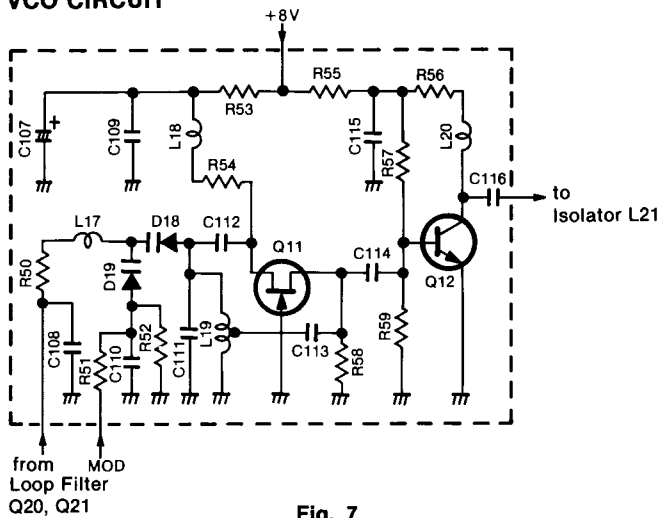 VCO CIRCUIT
+8V
R55
R56
R53
C107
+
C109
L18
C115
R57
L20
R54
C116
to
Isolator L21
L17
D18
C112
Q11
C114
Q12
R50
D19
C108
R51
C110
R52
C111
L19
C113
R58
R59
from
Loop Filter
Q20, Q21
MOD
Fig. 7